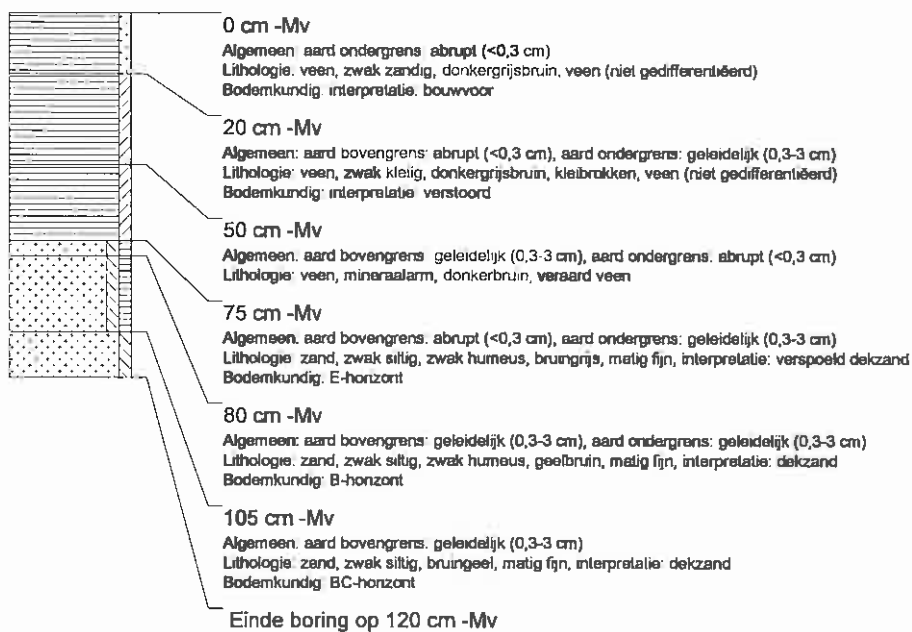 0 cm -Mv
Algemeen: aard ondergrens: abrupt (<0,3 cm)
Lithologie: veen, zwak zandig, donkergrijsbruin, veen (niet gedifferentiëerd)
Bodemkundig: interpretatie: bouwvoor
20 cm -Mv
Algemeen: aard bovengrens: abrupt (<0,3 cm), aard ondergrens: geleidelijk (0,3-3 cm)
Lithologie: veen, zwak kleiig, donkergrijsbruin, kleibrokken, veen (niet gedifferentiëerd)
Bodemkundig: interpretatie: verstoord
50 cm -Mv
Algemeen: aard bovengrens: geleidelijk (0,3-3 cm), aard ondergrens: abrupt (<0,3 cm)
Lithologie: veen, mineraalarm, donkerbruin, veraard veen
75 cm -Mv
Algemeen: aard bovengrens: abrupt (<0,3 cm), aard ondergrens: geleidelijk (0,3-3 cm)
Lithologie: zand, zwak siltig, zwak humeus, bruingrijs, matig fijn, interpretatie: verspoeld dekzand
Bodemkundig: E-horizont
80 cm -Mv
Algemeen: aard bovengrens: geleidelijk (0,3-3 cm), aard ondergrens: geleidelijk (0,3-3 cm)
Lithologie: zand, zwak siltig, zwak humeus, geelbruin, matig fijn, interpretatie: dekzand
Bodemkundig: B-horizont
105 cm -Mv
Algemeen: aard bovengrens: geleidelijk (0,3-3 cm)
Lithologie: zand, zwak siltig, bruingeel, matig fijn, interpretatie: dekzand
Bodemkundig: BC-horizont
Einde boring op 120 cm -Mv